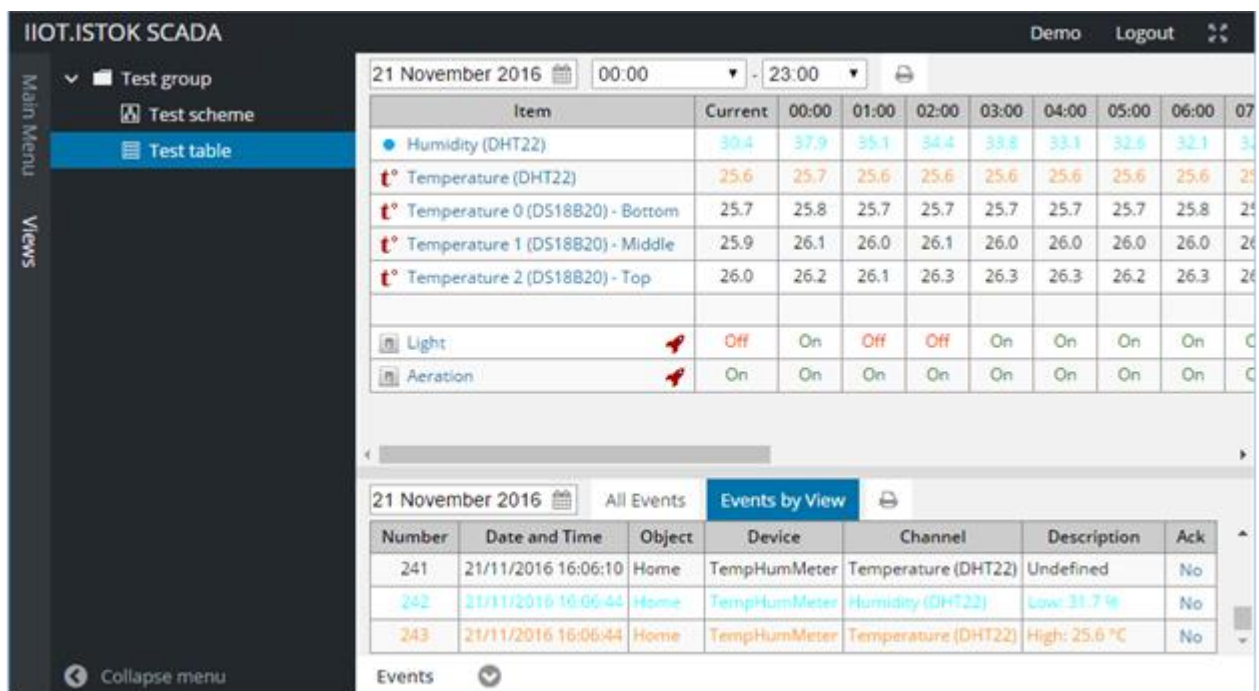 IIOT.ISTOK SCADA Demo Logout
Main Menu
Views
Test group
Test scheme
Test table
Collapse menu
21 November 2016 00:00 - 23:00
Item Current 00:00 01:00 02:00 03:00 04:00 05:00 06:00 07
Humidity (DHT22) 30.4 37.9 35.1 34.4 33.8 33.1 32.6 32.1
t° Temperature (DHT22) 25.6 25.7 25.6 25.6 25.6 25.6 25.6 25.6
t° Temperature 0 (DS18B20) - Bottom 25.7 25.8 25.7 25.7 25.7 25.7 25.7 25.8
t° Temperature 1 (DS18B20) - Middle 25.9 26.1 26.0 26.1 26.0 26.0 26.0 26.0
t° Temperature 2 (DS18B20) - Top 26.0 26.2 26.1 26.3 26.3 26.3 26.2 26.3
Light Off On Off Off On On On On
Aeration On On On On On On On On
21 November 2016 All Events Events by View
Number Date and Time Object Device Channel Description Ack
241 21/11/2016 16:06:10 Home TempHumMeter Temperature (DHT22) Undefined No
242 21/11/2016 16:06:44 Home TempHumMeter Humidity (DHT22) Low: 31.7 % No
243 21/11/2016 16:06:44 Home TempHumMeter Temperature (DHT22) High: 25.6 °C No
Events